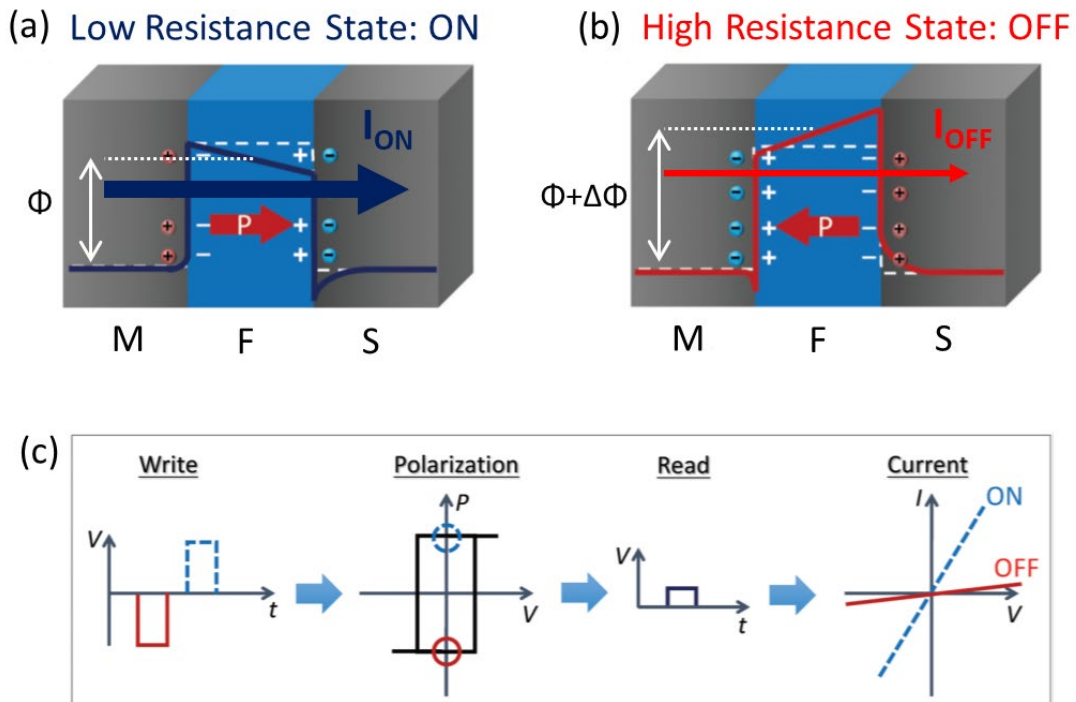 (a) Low Resistance State: ON
(b) High Resistance State: OFF
I_ON
Φ
P
+ − + −
+ − + −
+ − + −
M F S
I_OFF
Φ+ΔΦ
P
− + − +
− + − +
− + − +
− + − +
M F S
(c)
Write Polarization Read Current
V t
P V
V t
I ON OFF V